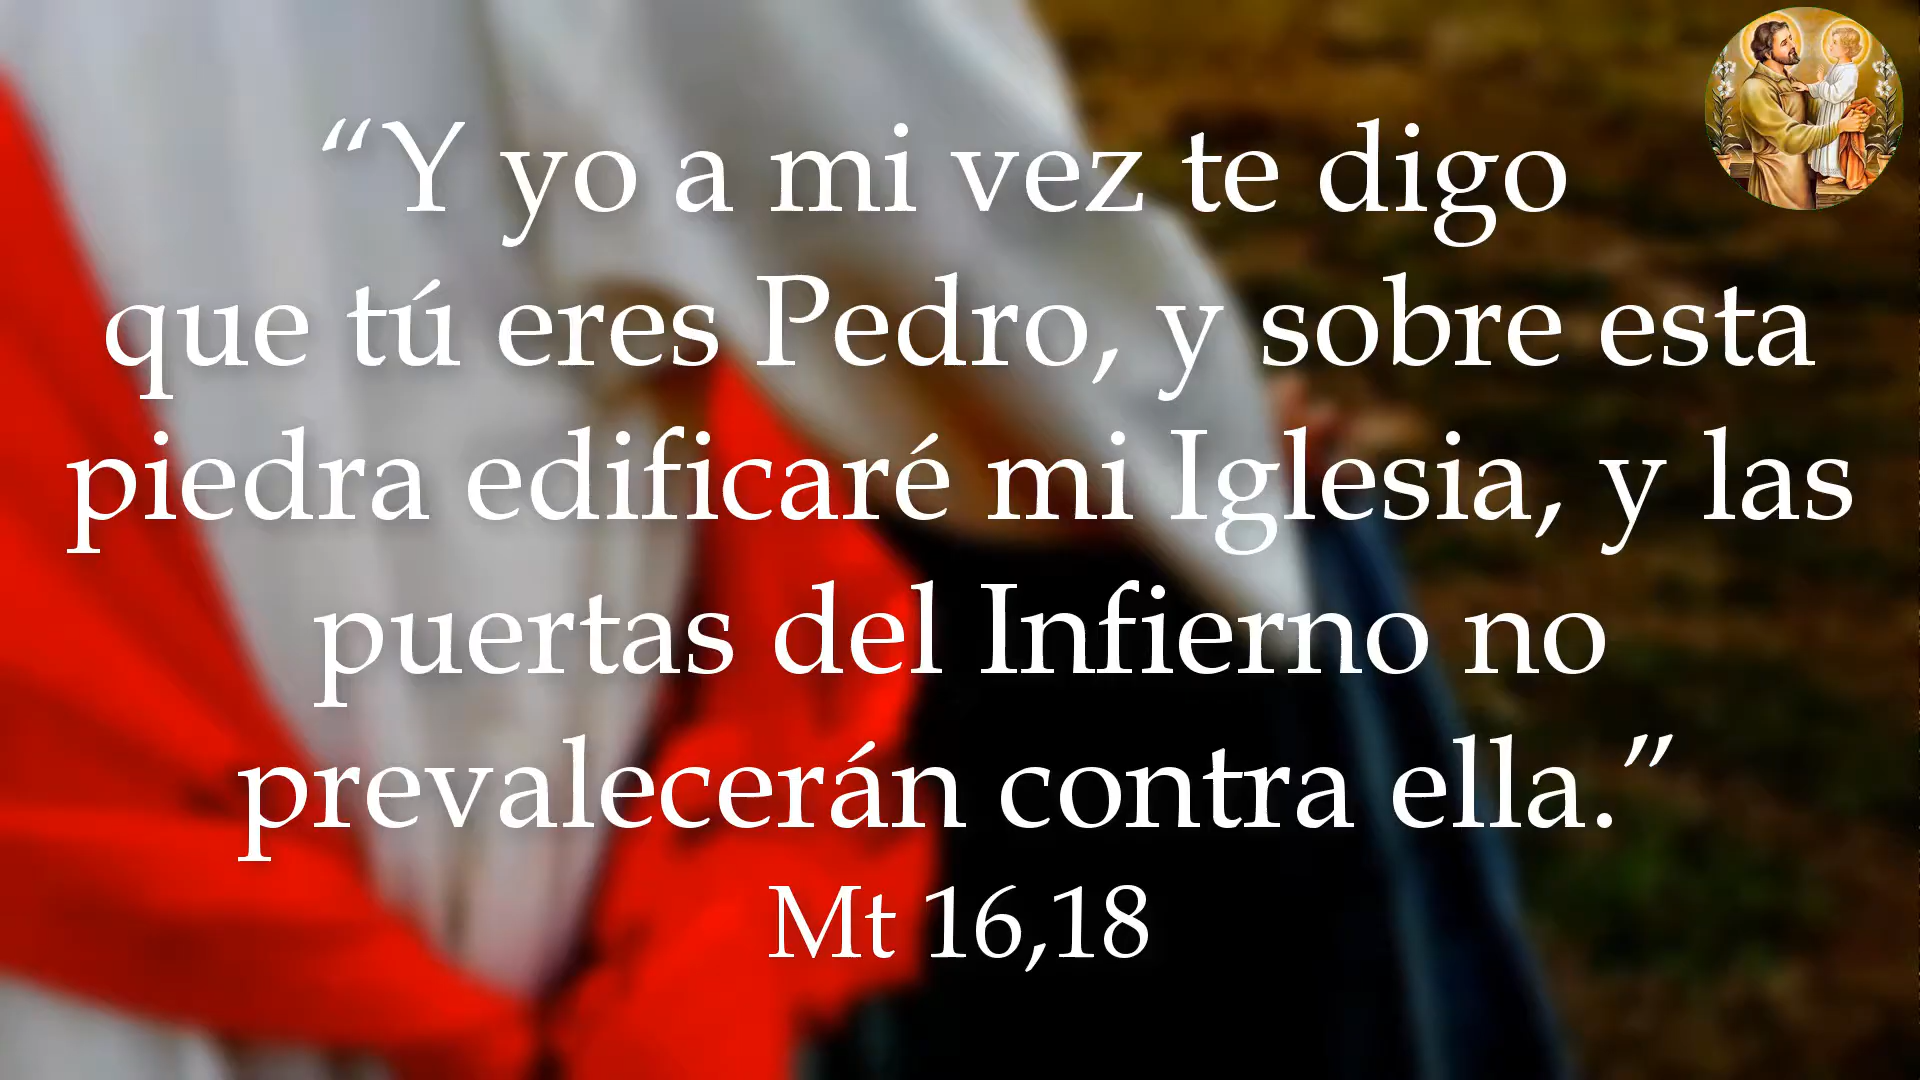 “Y yo a mi vez te digo
que tú eres Pedro, y sobre esta
piedra edificaré mi Iglesia, y las
puertas del Infierno no
prevalecerán contra ella.”
Mt 16,18